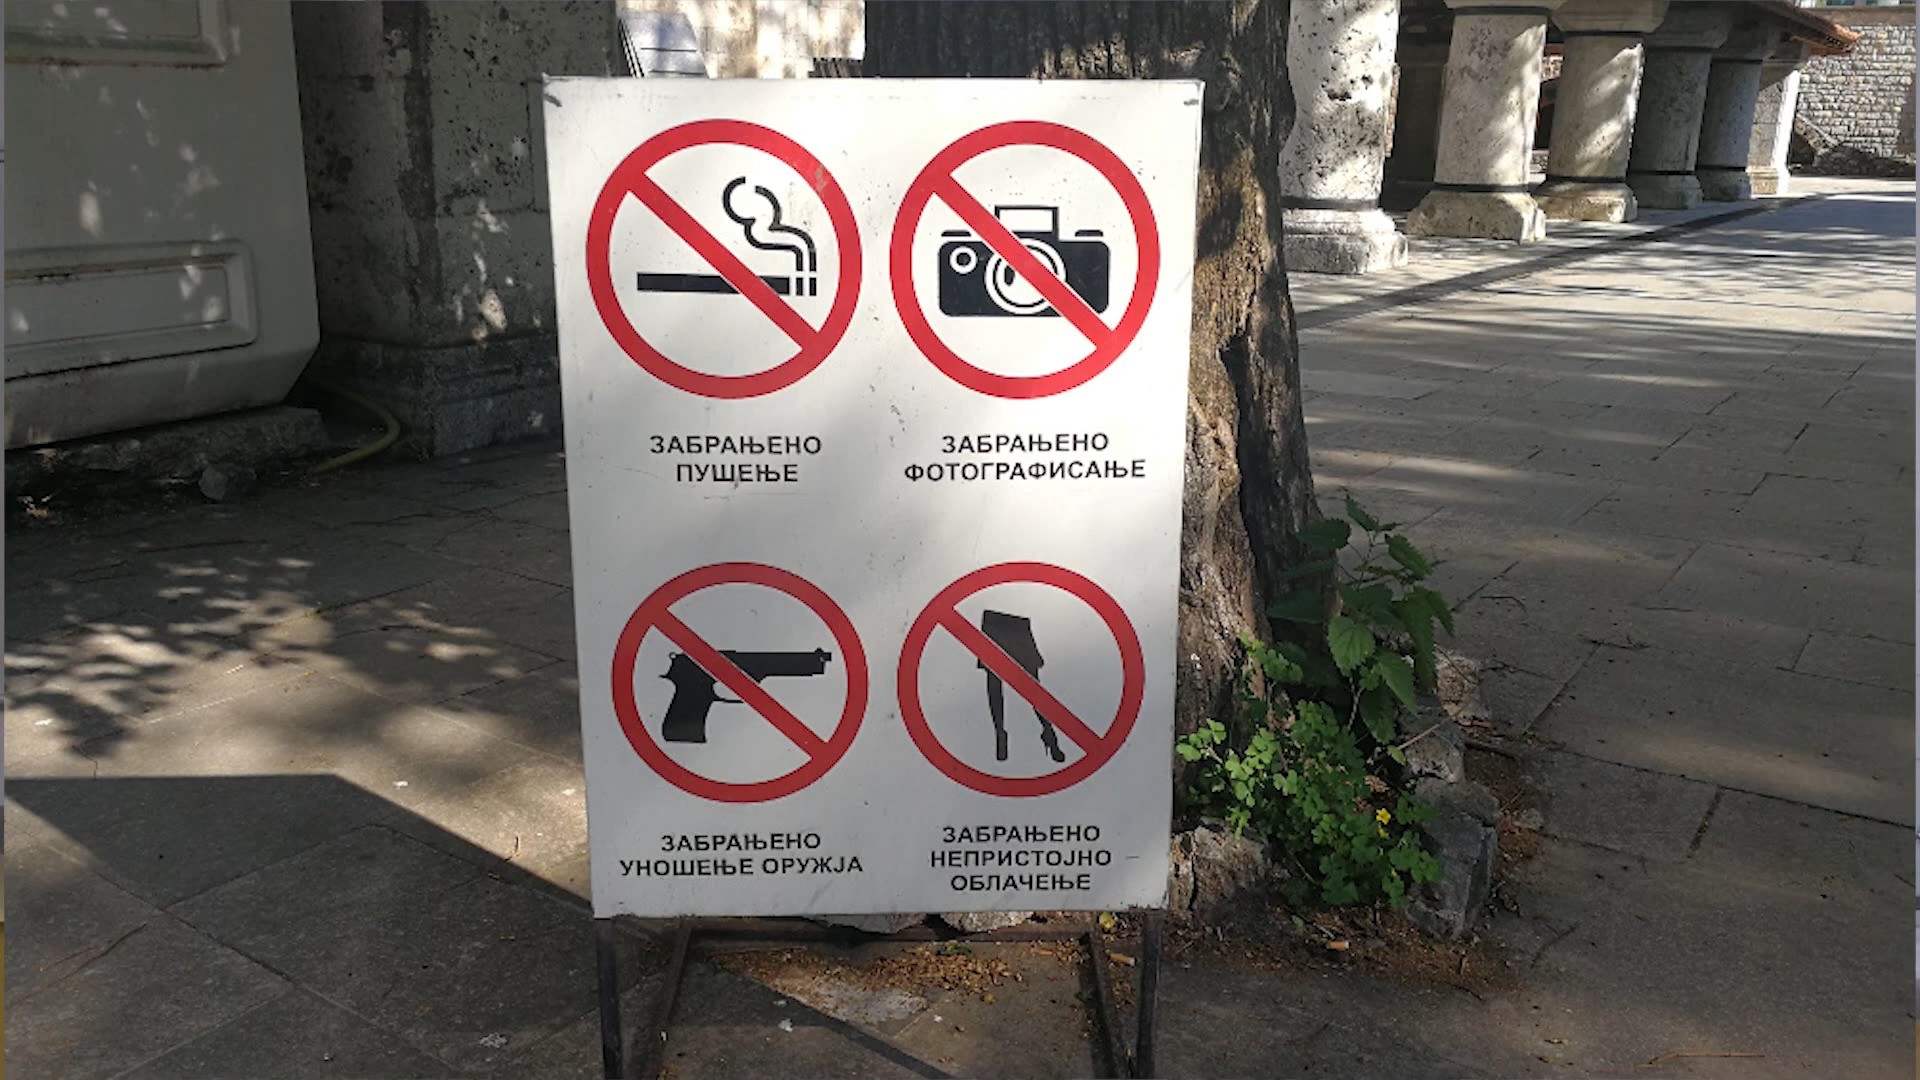 ЗАБРАЊЕНО
ПУШЕЊЕ
ЗАБРАЊЕНО
ФОТОГРАФИСАЊЕ
ЗАБРАЊЕНО
УНОШЕЊЕ ОРУЖЈА
ЗАБРАЊЕНО
НЕПРИСТОЈНО
ОБЛАЧЕЊЕ